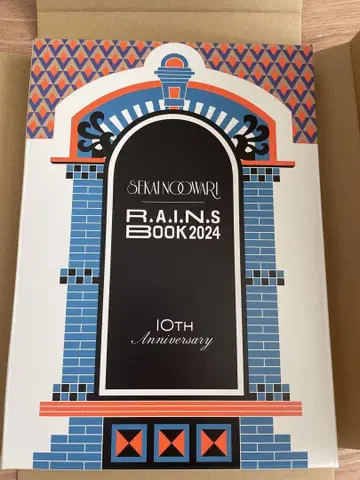 SEKAI NO OWARI
R.A.I.N.S
BOOK 2024
10TH
Anniversary